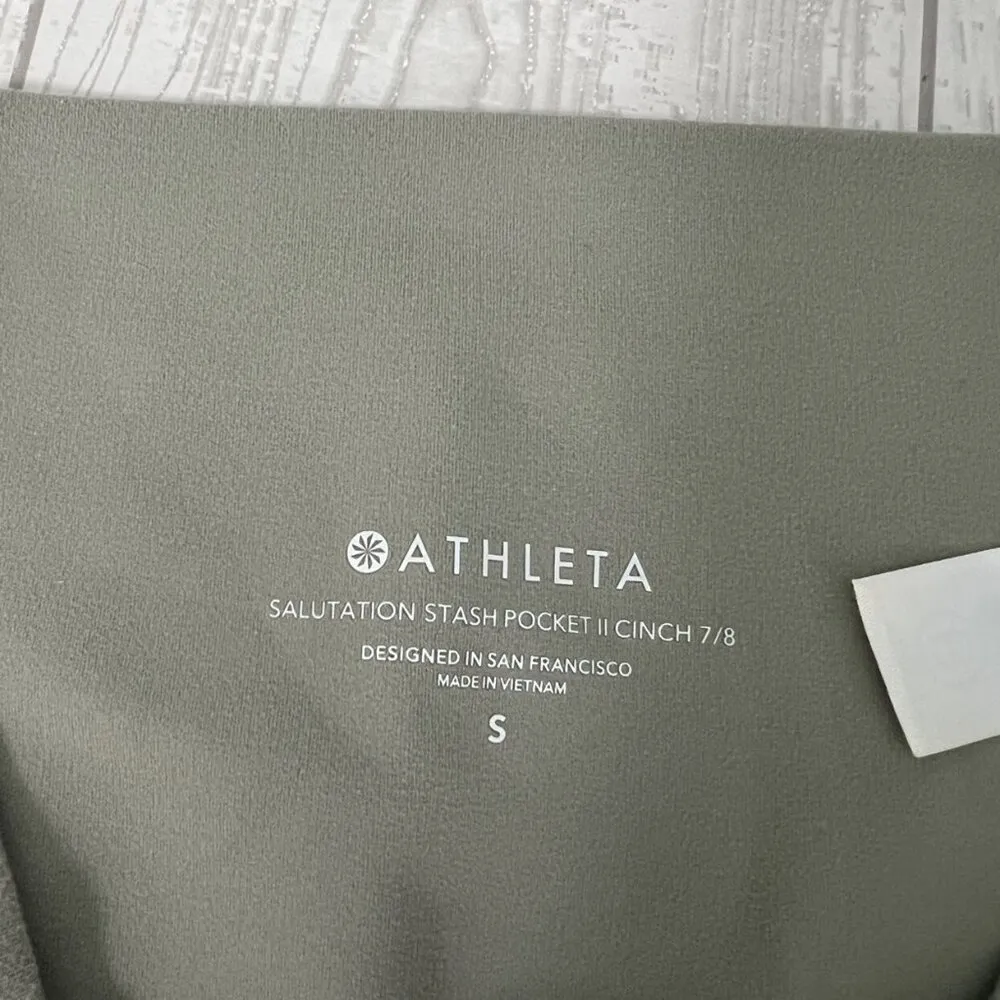 ATHLETA
SALUTATION STASH POCKET II CINCH 7/8
DESIGNED IN SAN FRANCISCO
MADE IN VIETNAM
S